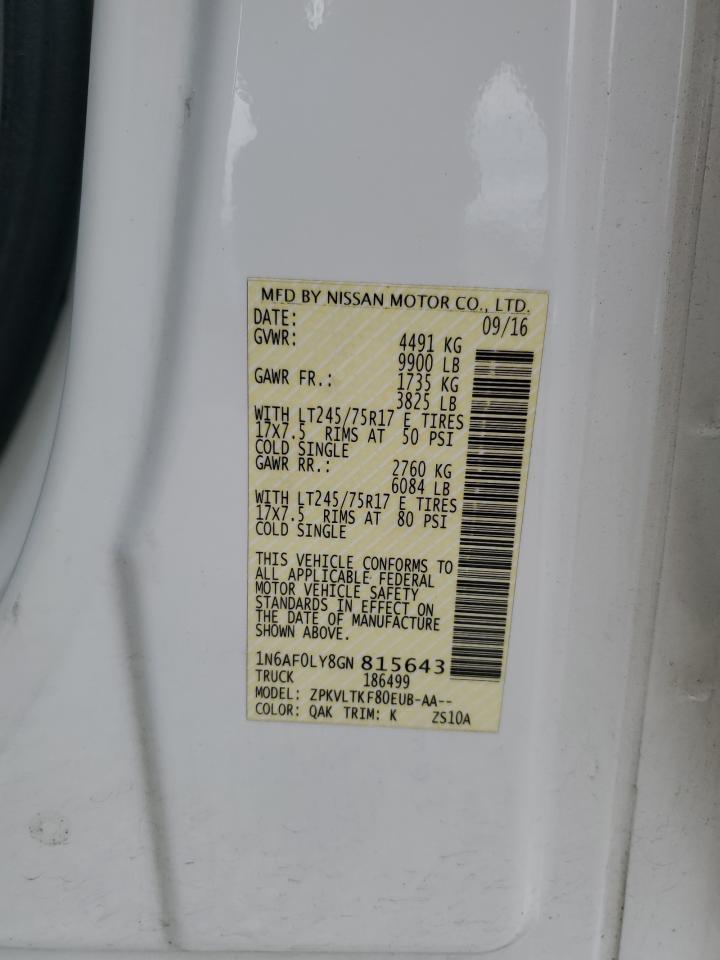 MFD BY NISSAN MOTOR CO., LTD.
DATE: 09/16
GVWR: 4491 KG
9900 LB
GAWR FR.: 1735 KG
3825 LB
WITH LT245/75R17 E TIRES
17X7.5 RIMS AT 50 PSI
COLD SINGLE
GAWR RR.: 2760 KG
6084 LB
WITH LT245/75R17 E TIRES
17X7.5 RIMS AT 80 PSI
COLD SINGLE
THIS VEHICLE CONFORMS TO
ALL APPLICABLE FEDERAL
MOTOR VEHICLE SAFETY
STANDARDS IN EFFECT ON
THE DATE OF MANUFACTURE
SHOWN ABOVE.
1N6AF0LY8GN 815643
TRUCK 186499
MODEL: ZPKVLTKF80EUB-AA--
COLOR: QAK TRIM: K ZS10A